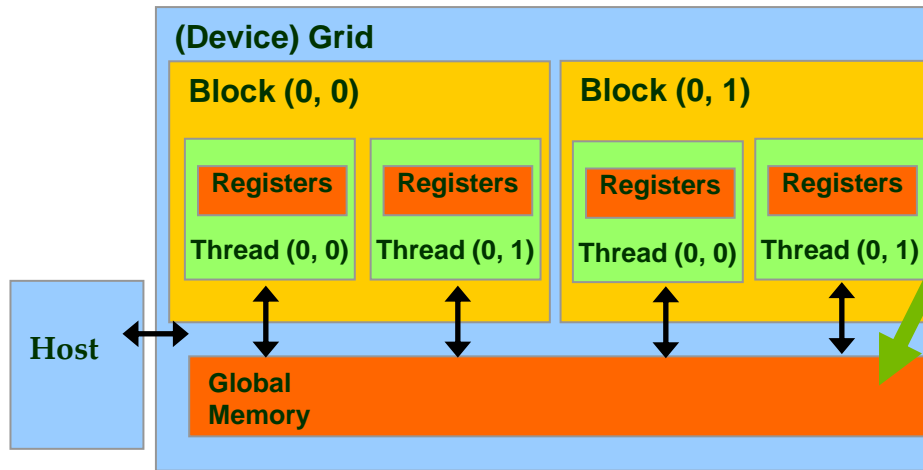 (Device) Grid
Block (0, 0)
Block (0, 1)
Registers
Registers
Registers
Registers
Thread (0, 0)
Thread (0, 1)
Thread (0, 0)
Thread (0, 1)
Host
Global
Memory